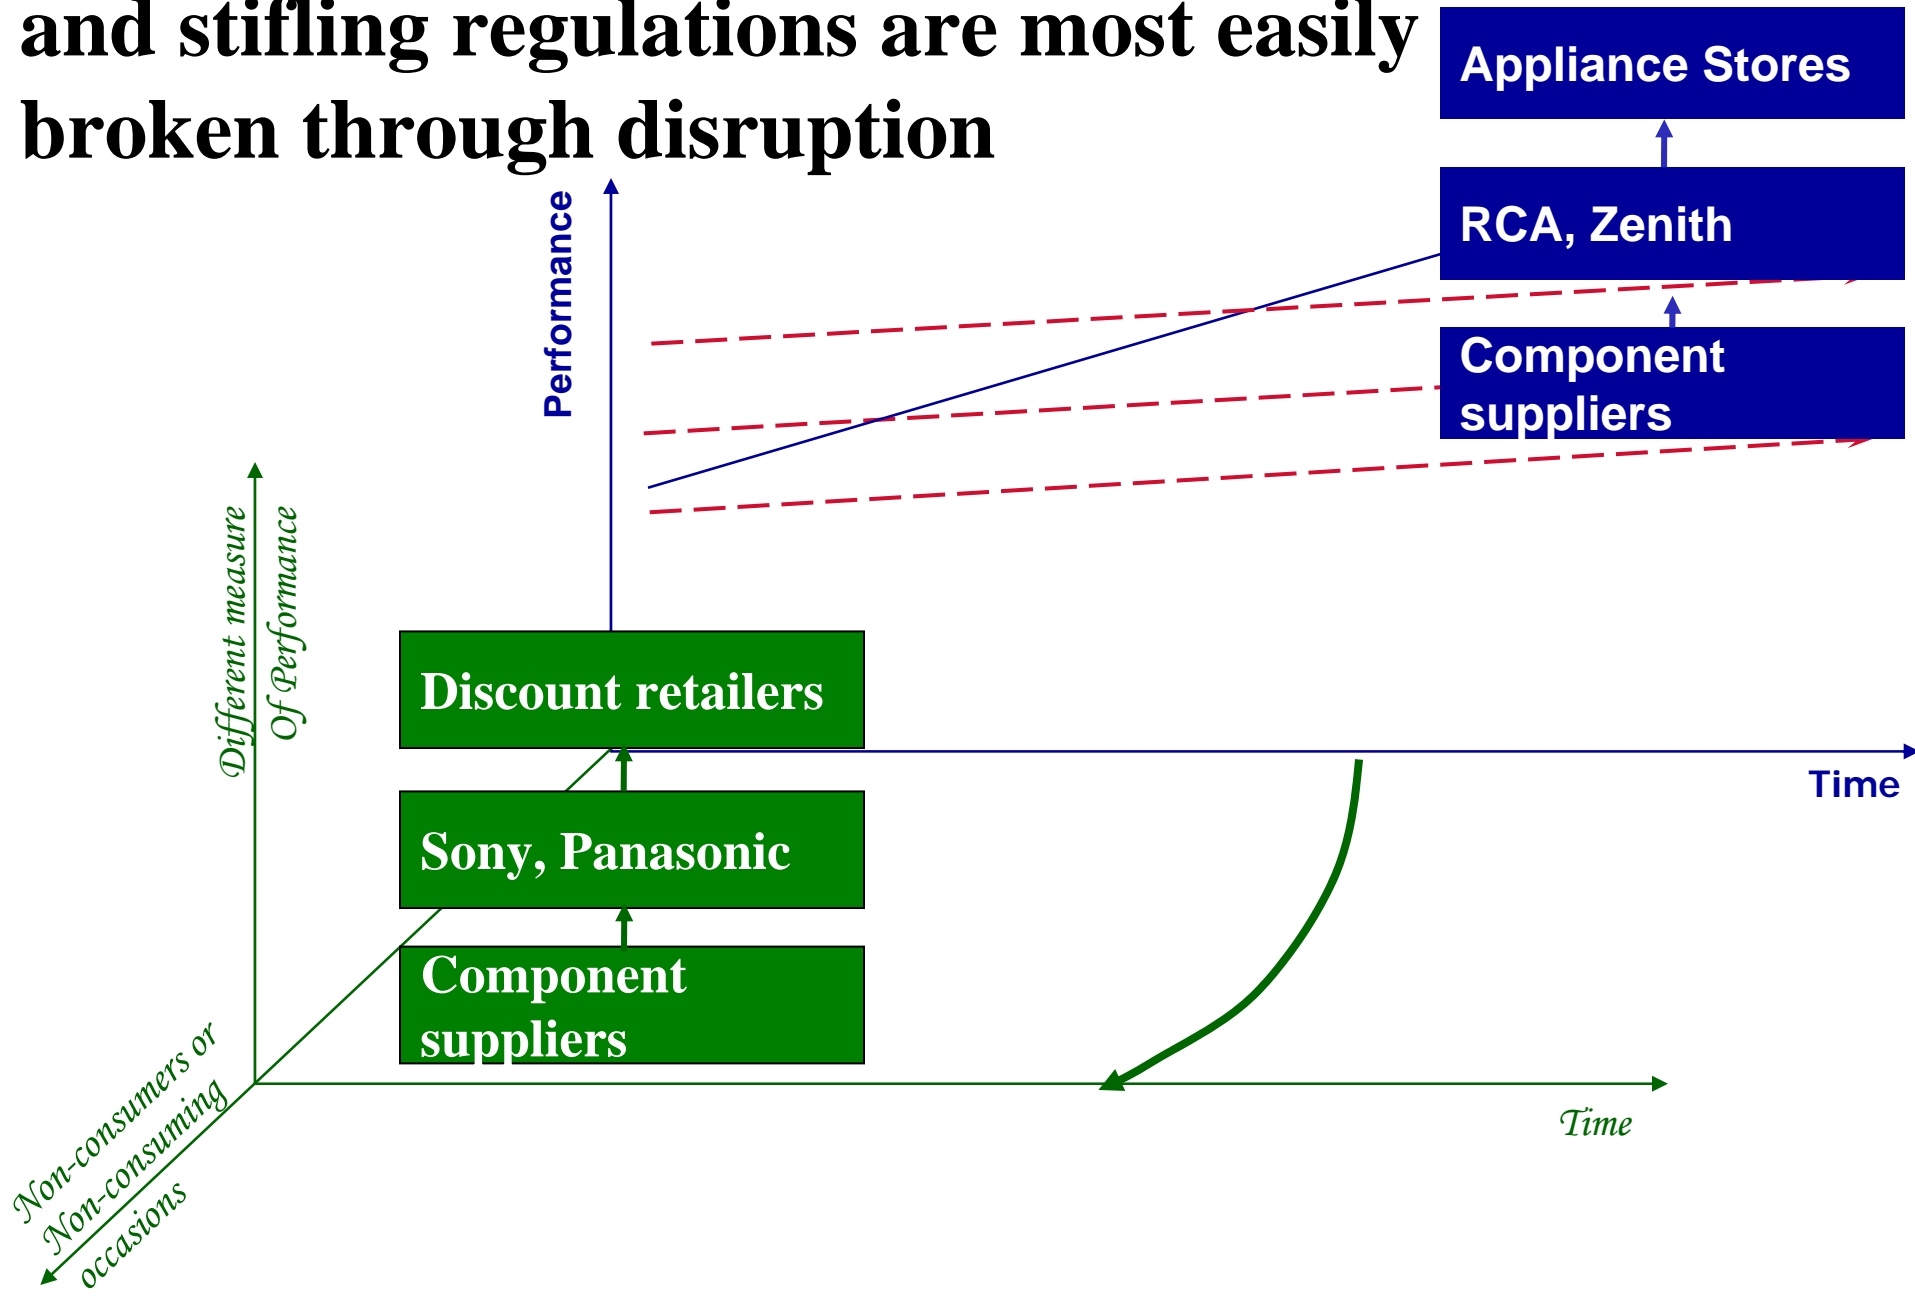 and stifling regulations are most easily
broken through disruption
Appliance Stores
RCA, Zenith
Component
suppliers
Performance
Different measure
Of Performance
Discount retailers
Time
Sony, Panasonic
Component
suppliers
Time
Non-consumers or
Non-consuming
occasions